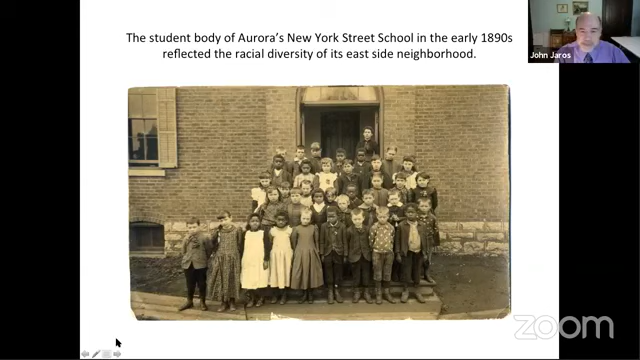 The student body of Aurora's New York Street School in the early 1890s
reflected the racial diversity of its east side neighborhood.
John Jaros
zoom